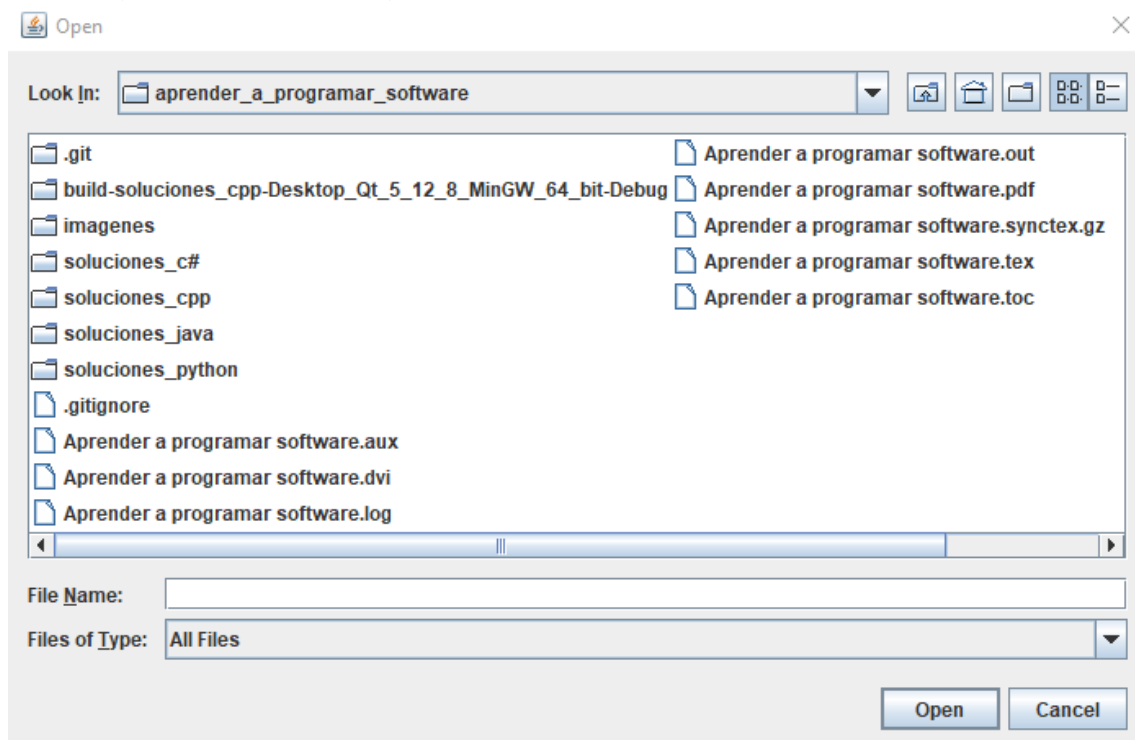 Open
Look In: aprender_a_programar_software
.git
build-soluciones_cpp-Desktop_Qt_5_12_8_MinGW_64_bit-Debug
imagenes
soluciones_c#
soluciones_cpp
soluciones_java
soluciones_python
.gitignore
Aprender a programar software.aux
Aprender a programar software.dvi
Aprender a programar software.log
Aprender a programar software.out
Aprender a programar software.pdf
Aprender a programar software.synctex.gz
Aprender a programar software.tex
Aprender a programar software.toc
File Name:
Files of Type: All Files
Open Cancel